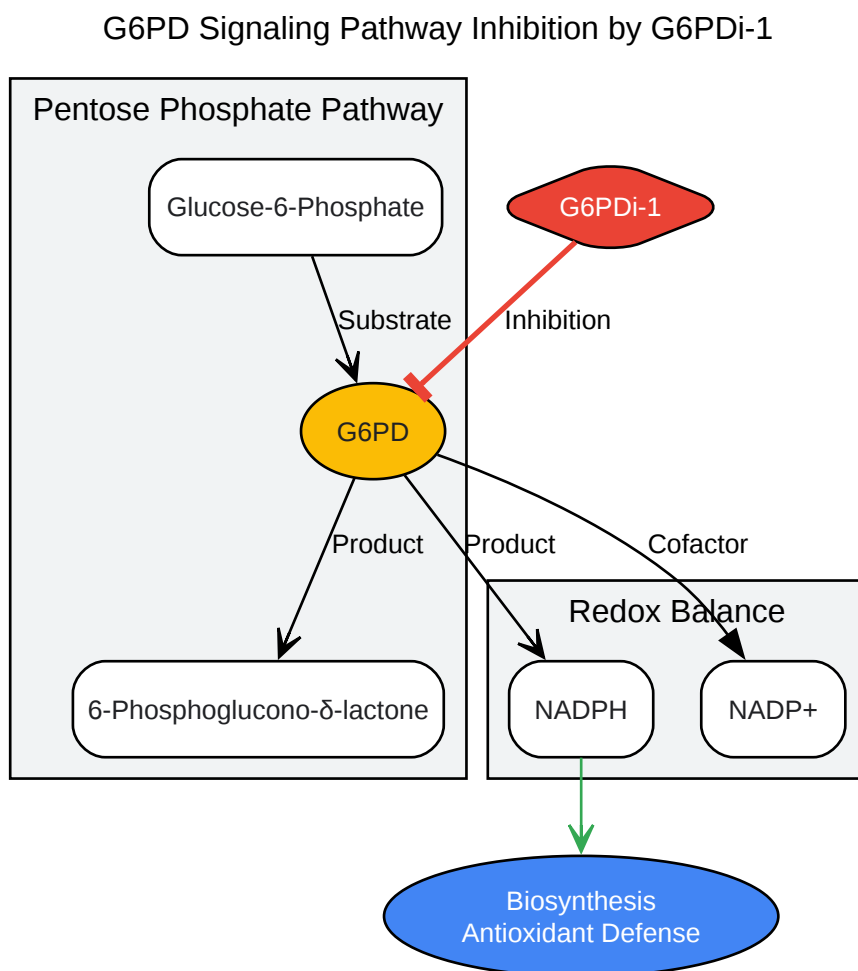 G6PD Signaling Pathway Inhibition by G6PDi-1
Pentose Phosphate Pathway
Glucose-6-Phosphate
G6PDi-1
Substrate
Inhibition
G6PD
Product
Product
Cofactor
Redox Balance
6-Phosphoglucono-δ-lactone
NADPH
NADP+
Biosynthesis
Antioxidant Defense